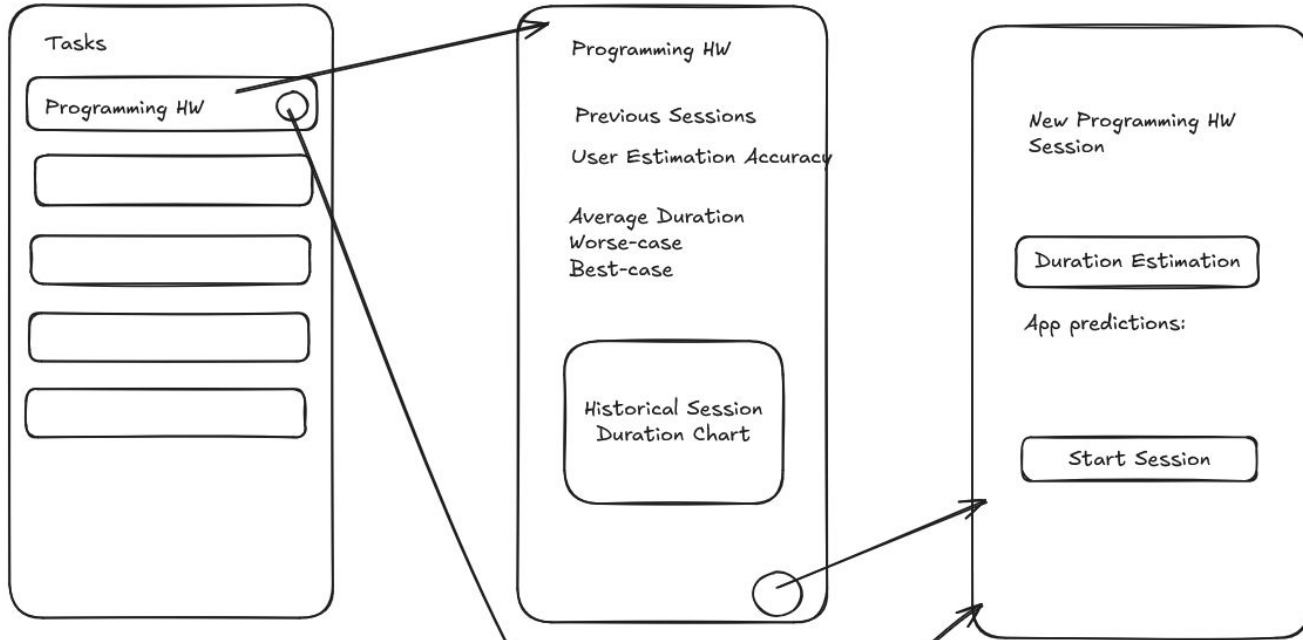 Tasks
Programming HW
Programming HW
Previous Sessions
User Estimation Accuracy
Average Duration
Worse-case
Best-case
Historical Session
Duration Chart
New Programming HW
Session
Duration Estimation
App predictions:
Start Session